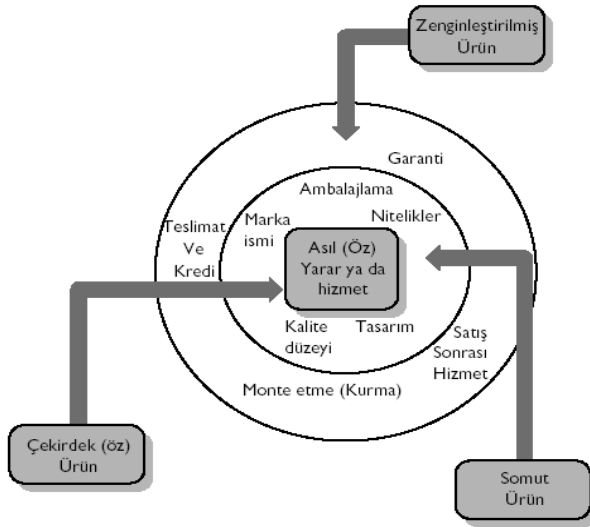 Zenginleştirilmiş
Ürün
Garanti
Ambalajlama
Nitelikler
Marka
ismi
Teslimat
Ve
Kredi
Asıl (Öz)
Yarar ya da
hizmet
Kalite
düzeyi
Tasarım
Satış
Sonrası
Hizmet
Monte etme (Kurma)
Çekirdek (öz)
Ürün
Somut
Ürün